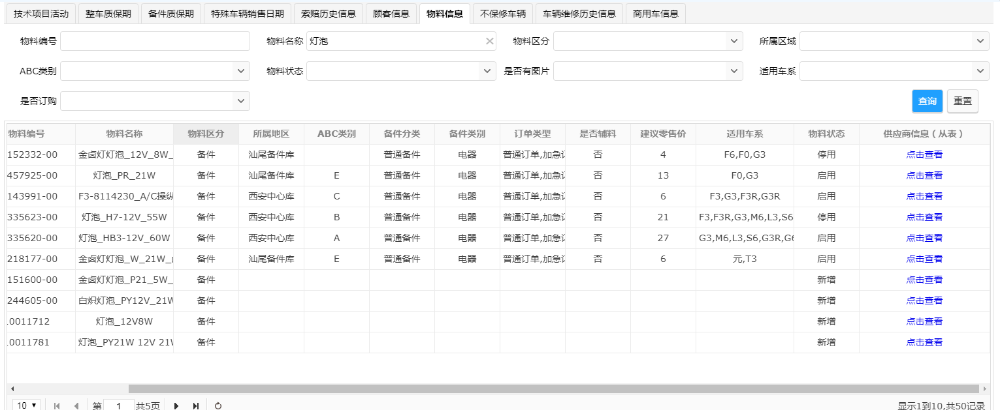 技术项目活动 整车质保期 备件质保期 特殊车辆销售日期 索赔历史信息 顾客信息 物料信息 不保修车辆 车辆维修历史信息 商用车信息
物料编号 物料名称 灯泡 物料区分 所属区域
ABC类别 物料状态 是否有图片 适用车系
是否订购 查询 重置
物料编号 物料名称 物料区分 所属地区 ABC类别 备件分类 备件类别 订单类型 是否辅料 建议零售价 适用车系 物料状态 供应商信息（从表）
152332-00 金卤灯灯泡_12V_8W_ 备件 汕尾备件库 普通备件 电器 普通订单,加急 否 4 F6,F0,G3 停用 点击查看
457925-00 灯泡_PR_21W 备件 汕尾备件库 E 普通备件 电器 普通订单,加急 否 13 F0,G3 启用 点击查看
143991-00 F3-8114230_A/C操纵 备件 西安中心库 C 普通备件 电器 普通订单,加急 否 6 F3,G3,F3R,G3R 启用 点击查看
335623-00 灯泡_H7-12V_55W 备件 西安中心库 B 普通备件 电器 普通订单,加急 否 21 F3,F3R,G3,M6,L3,S6 停用 点击查看
335620-00 灯泡_HB3-12V_60W 备件 西安中心库 A 普通备件 电器 普通订单,加急 否 27 G3,M6,L3,S6,G3R,G6 启用 点击查看
218177-00 金卤灯灯泡_W_21W_ 备件 汕尾备件库 E 普通备件 电器 普通订单,加急 否 6 元,T3 启用 点击查看
151600-00 金卤灯灯泡_P21_5W_ 备件 新增 点击查看
244605-00 白炽灯泡_PY12V_21W 备件 新增 点击查看
.0011712 灯泡_12V8W 备件 新增 点击查看
.0011781 灯泡_PY21W 12V 21W 备件 新增 点击查看
10 第 1 共5页 显示1到10,共50记录